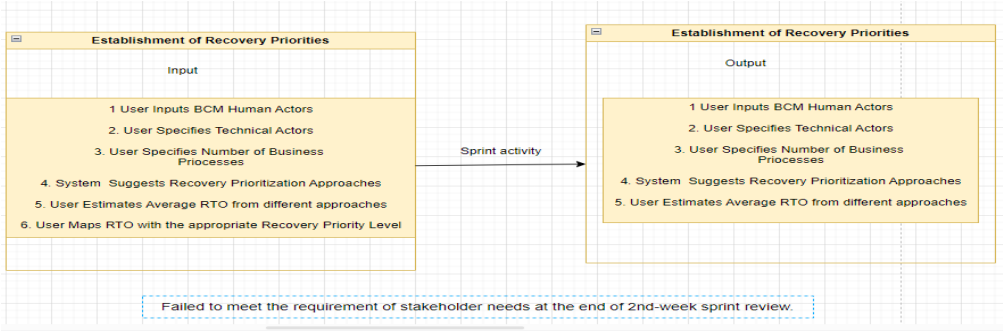 Establishment of Recovery Priorities
Input
1 User Inputs BCM Human Actors
2. User Specifies Technical Actors
3. User Specifies Number of Business
Priocesses
4. System Suggests Recovery Prioritization Approaches
5. User Estimates Average RTO from different approaches
6. User Maps RTO with the appropriate Recovery Priority Level
Sprint activity
Establishment of Recovery Priorities
Output
1 User Inputs BCM Human Actors
2. User Specifies Technical Actors
3. User Specifies Number of Business
Priocesses
4. System Suggests Recovery Prioritization Approaches
5. User Estimates Average RTO from different approaches
Failed to meet the requirement of stakeholder needs at the end of 2nd-week sprint review.